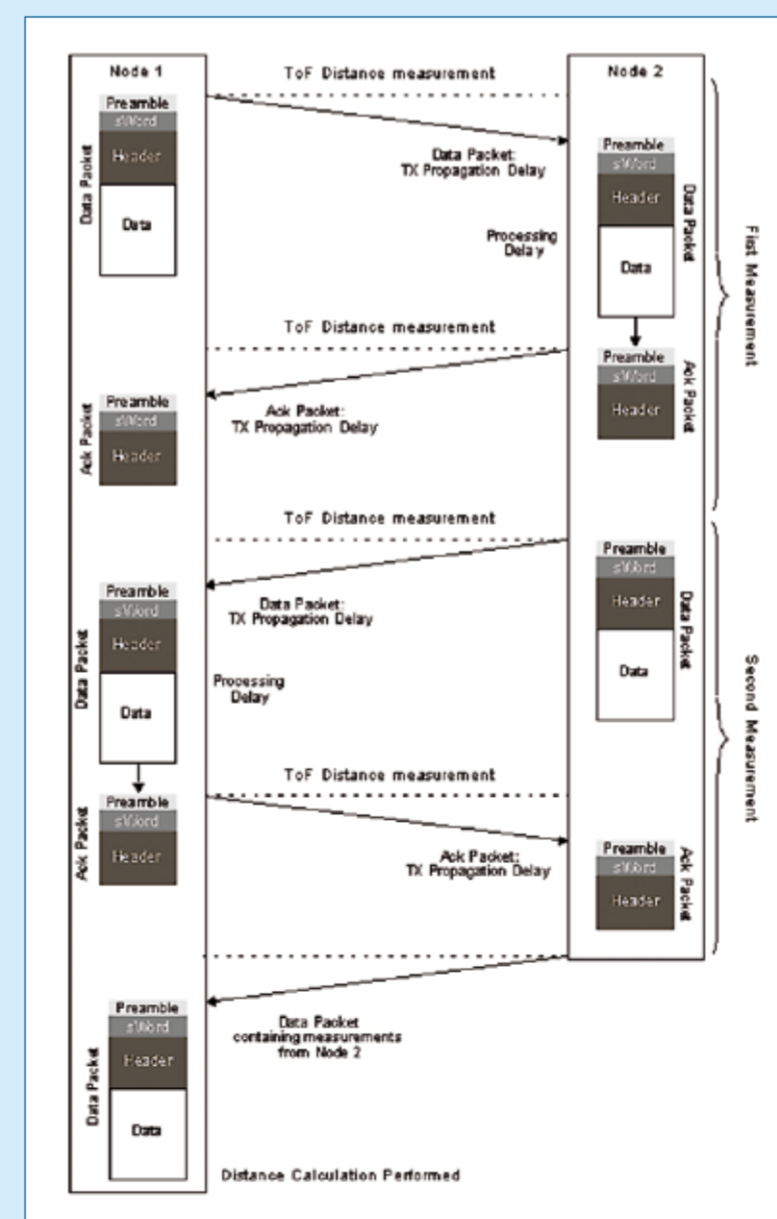 Node 1
ToF Distance measurement
Node 2
Preamble
sWord
Header
Data
Data Packet
Data Packet:
TX Propagation Delay
Preamble
sWord
Header
Data
Data Packet
Processing
Delay
First Measurement
ToF Distance measurement
Preamble
sWord
Header
Ack Packet
Ack Packet:
TX Propagation Delay
Preamble
sWord
Header
Ack Packet
ToF Distance measurement
Preamble
sWord
Header
Data
Data Packet
Data Packet:
TX Propagation Delay
Preamble
sWord
Header
Data
Data Packet
Processing
Delay
Second Measurement
ToF Distance measurement
Preamble
sWord
Header
Ack Packet
Ack Packet:
TX Propagation Delay
Preamble
sWord
Header
Ack Packet
Preamble
sWord
Header
Data
Data Packet
Data Packet
containing measurements
from Node 2
Distance Calculation Performed